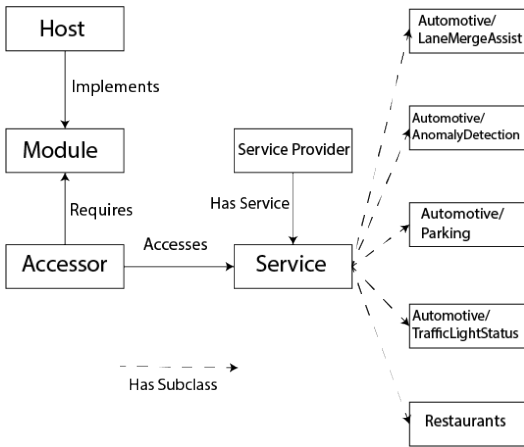 Host
Implements
Module
Requires
Accessor
Accesses
Service Provider
Has Service
Service
Has Subclass
Automotive/
LaneMergeAssist
Automotive/
AnomalyDetection
Automotive/
Parking
Automotive/
TrafficLightStatus
Restaurants